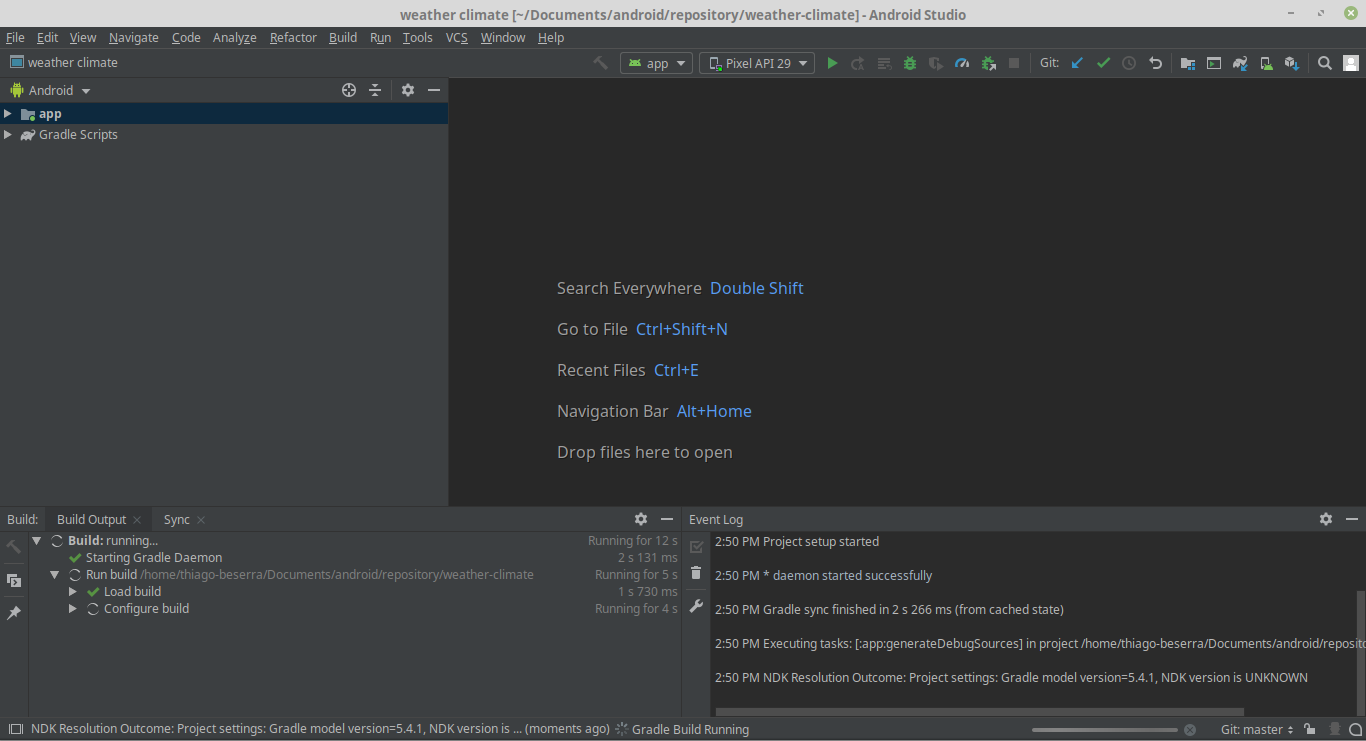 weather climate [~/Documents/android/repository/weather-climate] - Android Studio
File Edit View Navigate Code Analyze Refactor Build Run Tools VCS Window Help
weather climate app Pixel API 29 Git:
Android
app
Gradle Scripts
Search Everywhere Double Shift
Go to File Ctrl+Shift+N
Recent Files Ctrl+E
Navigation Bar Alt+Home
Drop files here to open
Build: Build Output Sync
Build: running... Running for 12 s
Starting Gradle Daemon 2 s 131 ms
Run build /home/thiago-beserra/Documents/android/repository/weather-climate Running for 5 s
Load build 1 s 730 ms
Configure build Running for 4 s
Event Log
2:50 PM Project setup started
2:50 PM * daemon started successfully
2:50 PM Gradle sync finished in 2 s 266 ms (from cached state)
2:50 PM Executing tasks: [:app:generateDebugSources] in project /home/thiago-beserra/Documents/android/reposito
2:50 PM NDK Resolution Outcome: Project settings: Gradle model version=5.4.1, NDK version is UNKNOWN
NDK Resolution Outcome: Project settings: Gradle model version=5.4.1, NDK version is ... (moments ago) Gradle Build Running Git: master